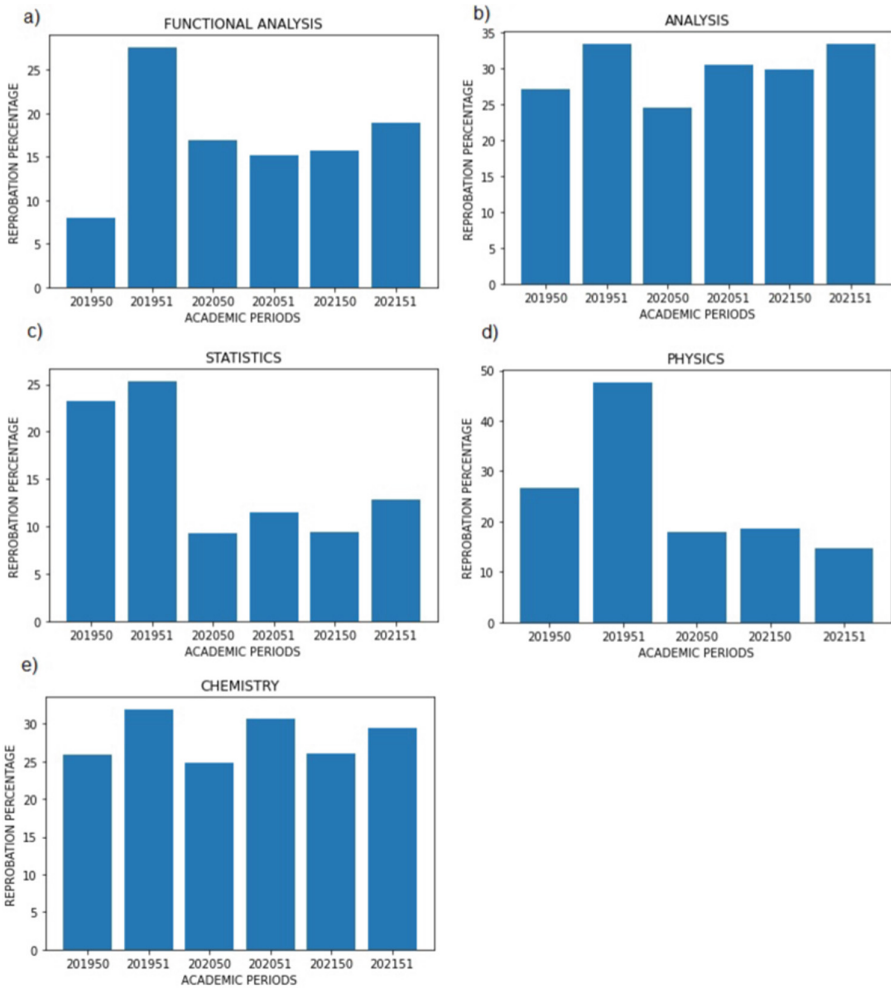 a)
FUNCTIONAL ANALYSIS
REPROBATION PERCENTAGE
25
20
15
10
5
0
201950 201951 202050 202051 202150 202151
ACADEMIC PERIODS
b)
ANALYSIS
REPROBATION PERCENTAGE
35
30
25
20
15
10
5
0
201950 201951 202050 202051 202150 202151
ACADEMIC PERIODS
c)
STATISTICS
REPROBATION PERCENTAGE
25
20
15
10
5
0
201950 201951 202050 202051 202150 202151
ACADEMIC PERIODS
d)
PHYSICS
REPROBATION PERCENTAGE
50
40
30
20
10
0
201950 201951 202050 202150 202151
ACADEMIC PERIODS
e)
CHEMISTRY
REPROBATION PERCENTAGE
30
25
20
15
10
5
0
201950 201951 202050 202051 202150 202151
ACADEMIC PERIODS